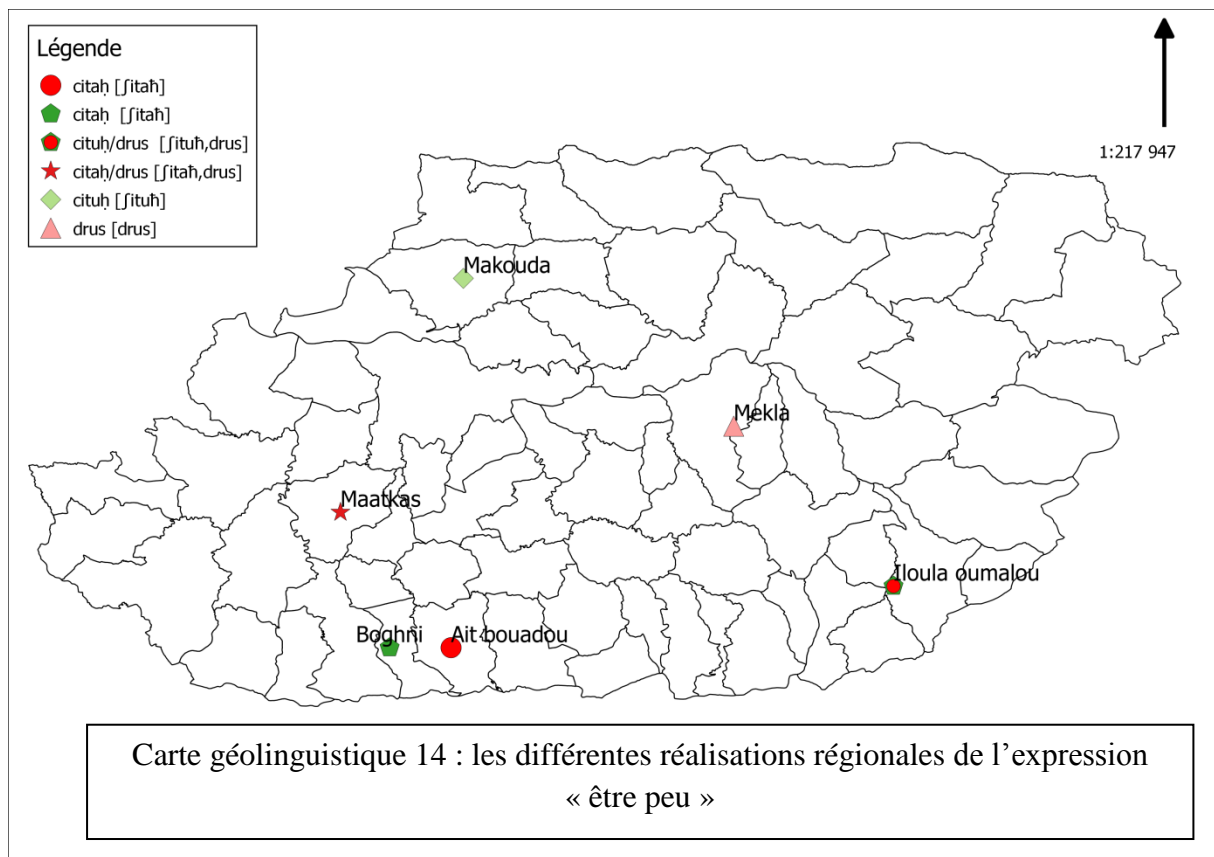 Légende
citaḥ [ʃitaħ]
citaḥ [ʃitaħ]
cituḥ/drus [ʃituħ,drus]
citaḥ/drus [ʃitaħ,drus]
cituḥ [ʃituħ]
drus [drus]
1:217 947
Makouda
Mekla
Maatkas
Iloula oumalou
Boghni
Ait bouadou
Carte géolinguistique 14 : les différentes réalisations régionales de l’expression
« être peu »